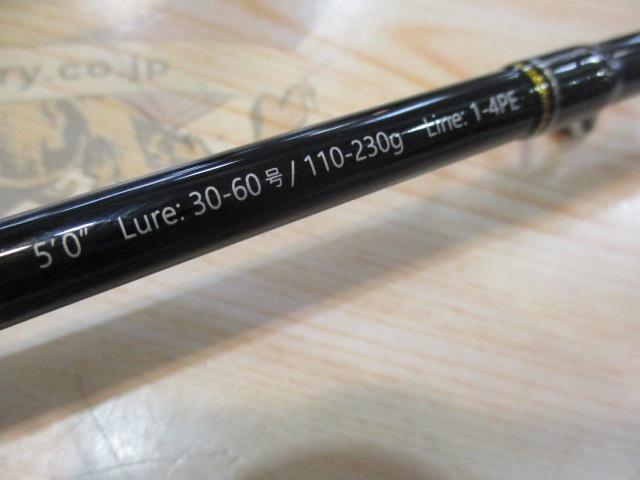 ry.co.jp
5'0" Lure: 30-60号/110-230g Line: 1-4PE